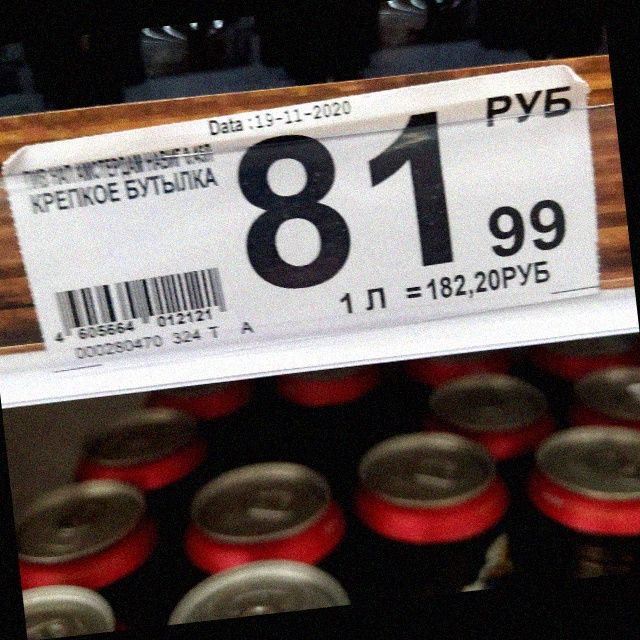 Data :19-11-2020
КРЕПКОЕ БУТЫЛКА
81 99 РУБ
1 Л =182,20РУБ
4 605664 012121
000280470 324 Т А